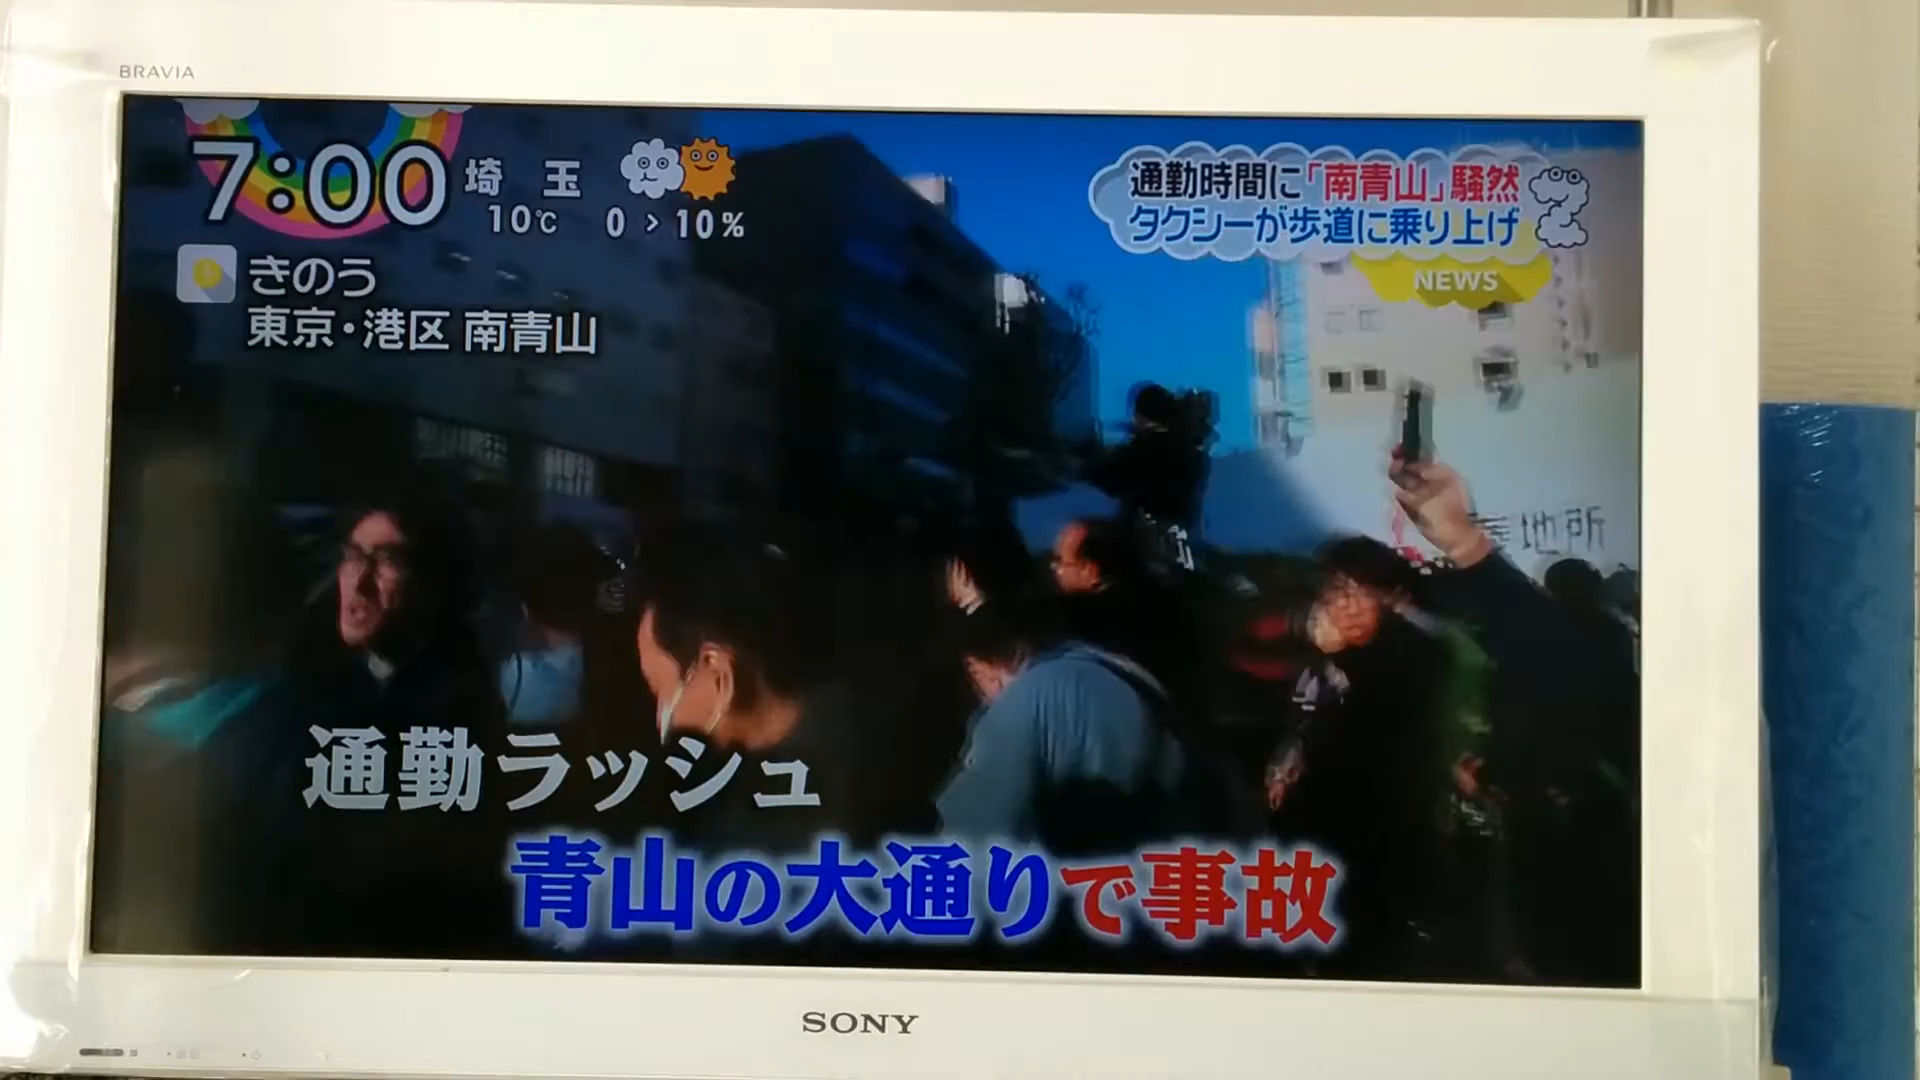 BRAVIA
7:00
埼玉
10℃ 0 > 10%
通勤時間に「南青山」騒然
タクシーが歩道に乗り上げ
NEWS
きのう
東京・港区 南青山
地所
通勤ラッシュ
青山の大通りで事故
SONY